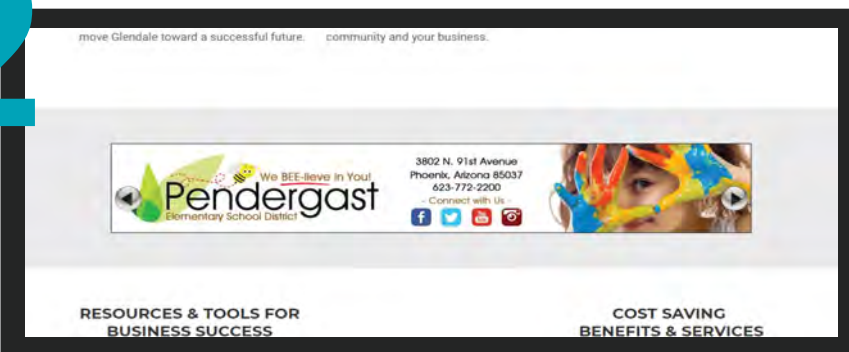 move Glendale toward a successful future. community and your business.
We BEE-lieve in You!
Pendergast
Elementary School District
3802 N. 91st Avenue
Phoenix, Arizona 85037
623-772-2200
- Connect with Us -
RESOURCES & TOOLS FOR
BUSINESS SUCCESS
COST SAVING
BENEFITS & SERVICES